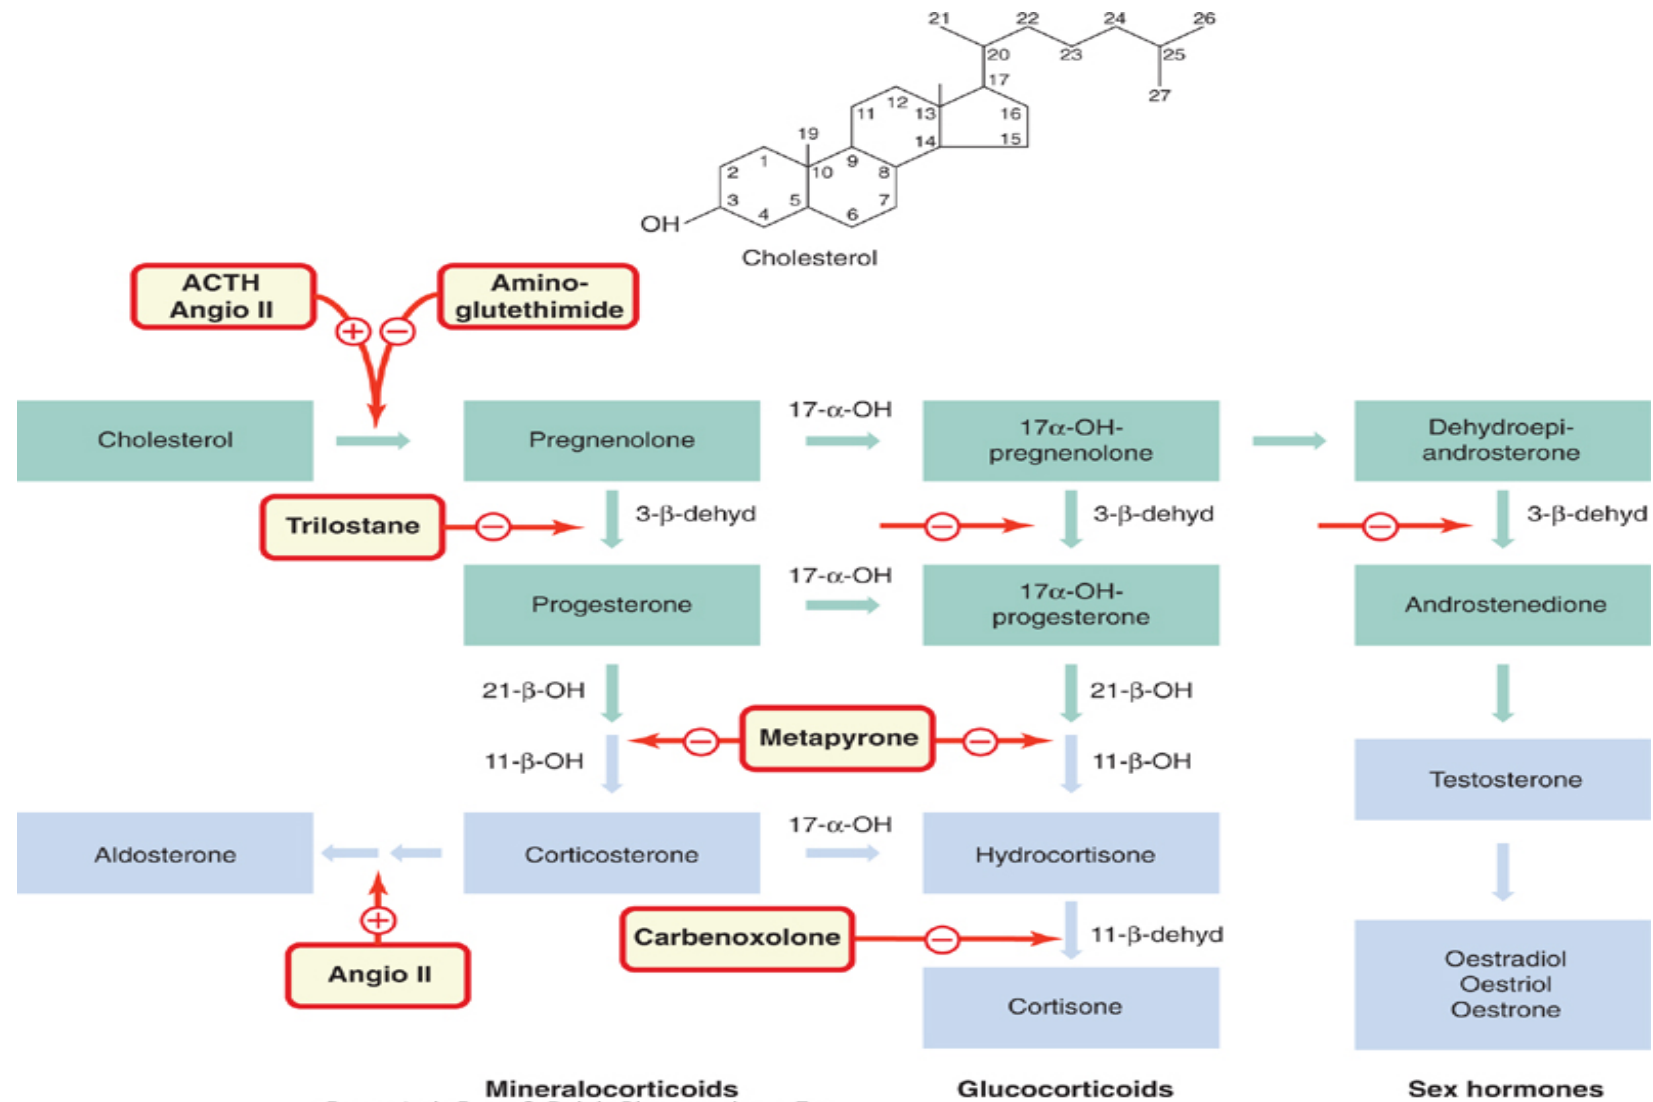 21
22
24
26
20
23
25
17
27
12
11
13
16
19
14
15
1
9
2
10
8
3
5
7
4
6
OH
Cholesterol
ACTH
Angio II
Amino-
glutethimide
Cholesterol
Pregnenolone
17-α-OH
17α-OH-
pregnenolone
Dehydroepi-
androsterone
Trilostane
3-β-dehyd
3-β-dehyd
3-β-dehyd
Progesterone
17-α-OH
17α-OH-
progesterone
Androstenedione
21-β-OH
21-β-OH
Metapyrone
11-β-OH
11-β-OH
Testosterone
Aldosterone
Corticosterone
17-α-OH
Hydrocortisone
Carbenoxolone
11-β-dehyd
Angio II
Cortisone
Oestradiol
Oestriol
Oestrone
Mineralocorticoids
Glucocorticoids
Sex hormones